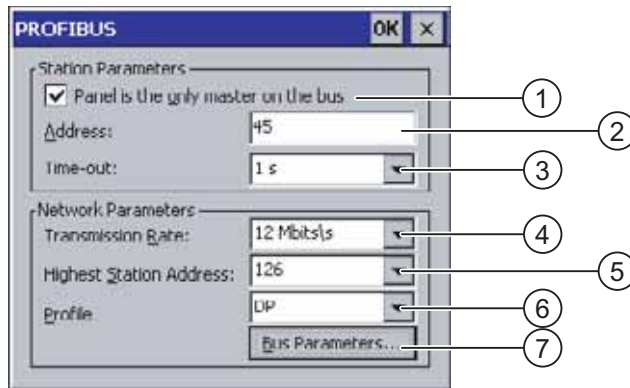 PROFIBUS OK ×
Station Parameters
Panel is the only master on the bus 1
Address: 45 2
Time-out: 1 s 3
Network Parameters
Transmission Rate: 12 Mbits\s 4
Highest Station Address: 126 5
Profile DP 6
Bus Parameters... 7